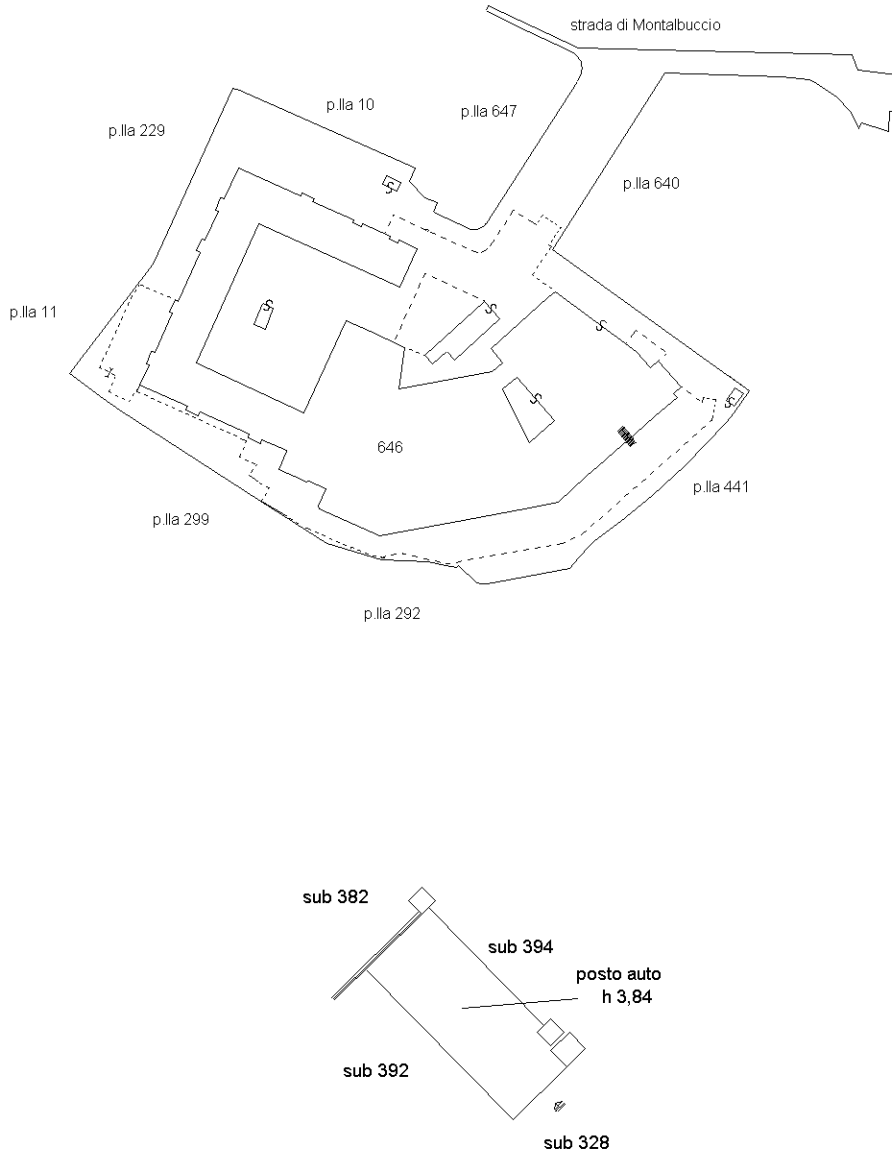 strada di Montalbuccio
p.lla 10
p.lla 647
p.lla 229
p.lla 640
p.lla 11
646
p.lla 441
p.lla 299
p.lla 292
sub 382
sub 394
posto auto
h 3,84
sub 392
sub 328